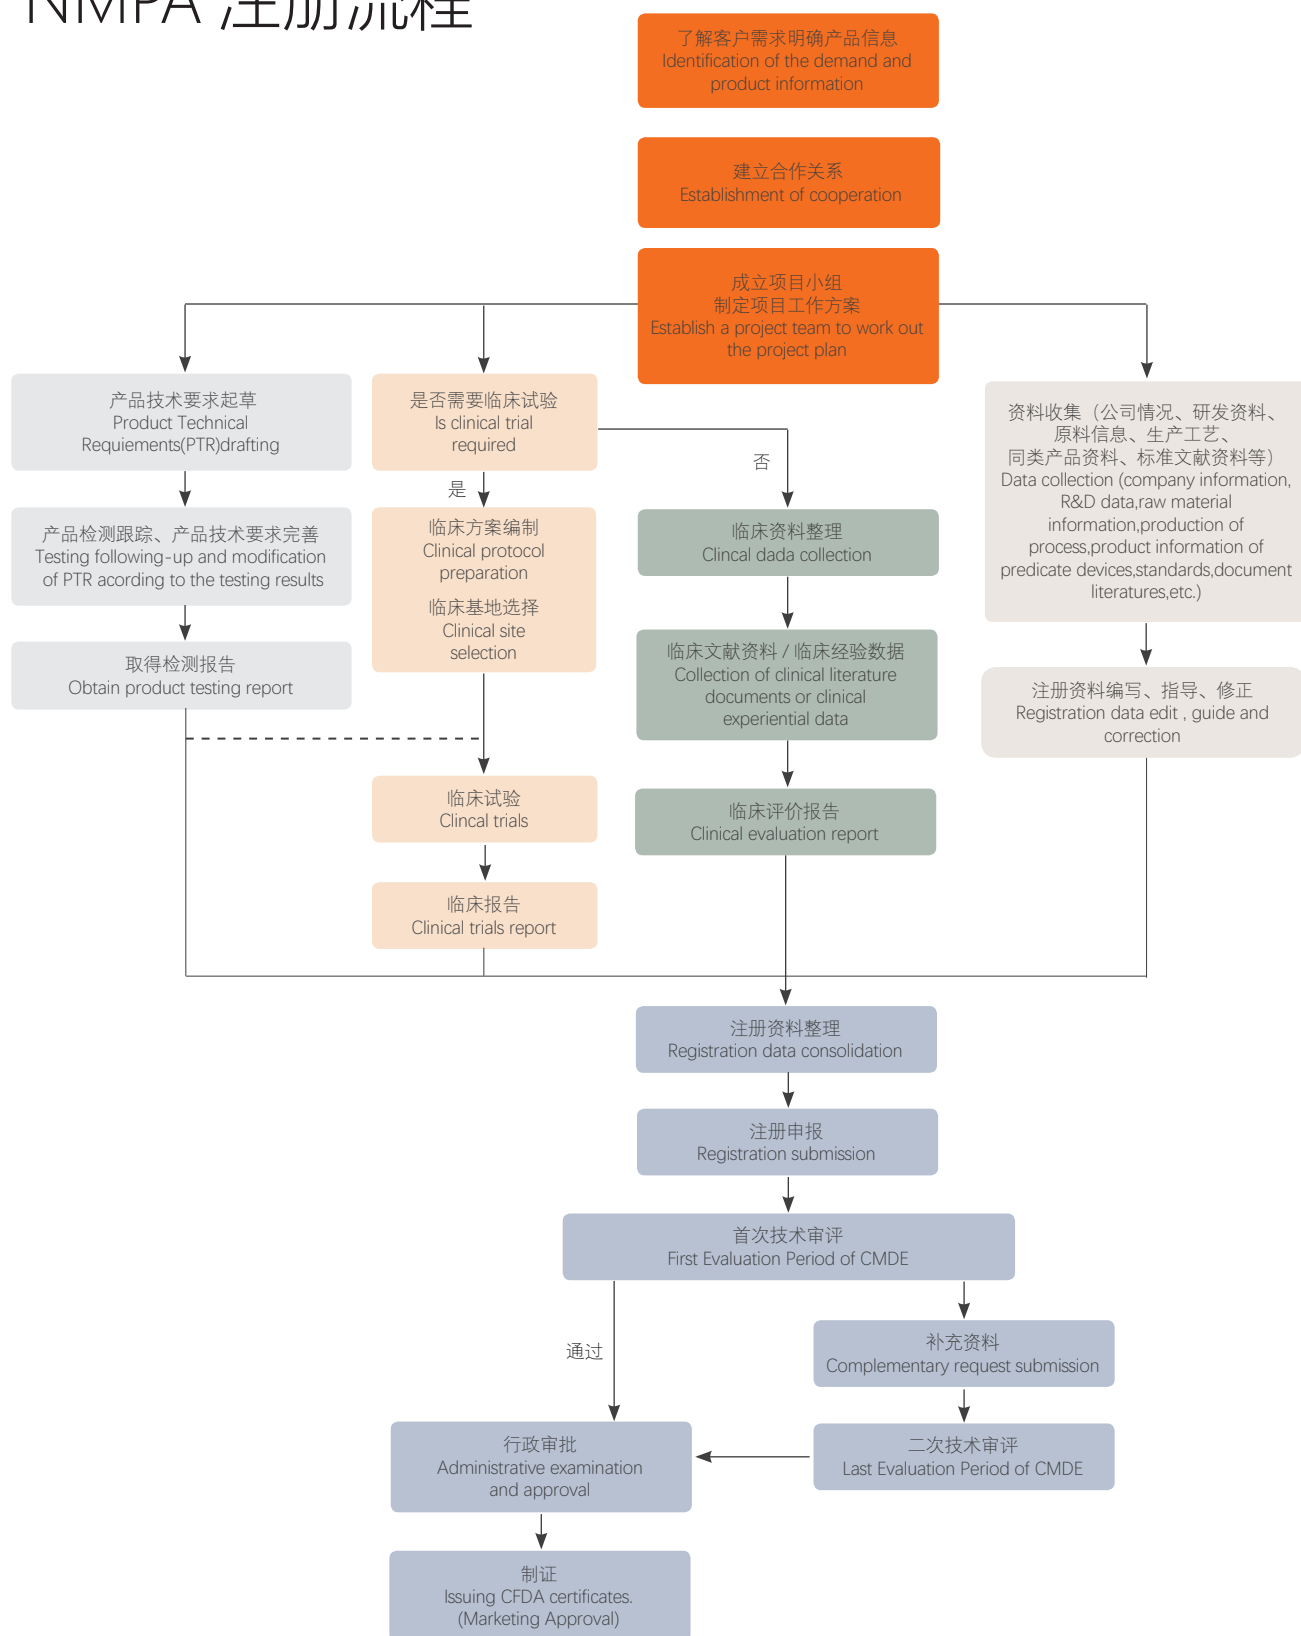 NMPA 注册流程
了解客户需求明确产品信息
Identification of the demand and
product information
建立合作关系
Establishment of cooperation
成立项目小组
制定项目工作方案
Establish a project team to work out
the project plan
产品技术要求起草
Product Technical
Requiements(PTR)drafting
产品检测跟踪、产品技术要求完善
Testing following-up and modification
of PTR acording to the testing results
取得检测报告
Obtain product testing report
是否需要临床试验
Is clinical trial
required
是
否
临床方案编制
Clinical protocol
preparation
临床基地选择
Clinical site
selection
临床试验
Clincal trials
临床报告
Clinical trials report
临床资料整理
Clincal dada collection
临床文献资料 / 临床经验数据
Collection of clinical literature
documents or clinical
experiential data
临床评价报告
Clinical evaluation report
资料收集（公司情况、研发资料、
原料信息、生产工艺、
同类产品资料、标准文献资料等）
Data collection (company information,
R&D data,raw material
information,production of
process,product information of
predicate devices,standards,document
literatures,etc.)
注册资料编写、指导、修正
Registration data edit , guide and
correction
注册资料整理
Registration data consolidation
注册申报
Registration submission
首次技术审评
First Evaluation Period of CMDE
通过
补充资料
Complementary request submission
二次技术审评
Last Evaluation Period of CMDE
行政审批
Administrative examination
and approval
制证
Issuing CFDA certificates.
(Marketing Approval)